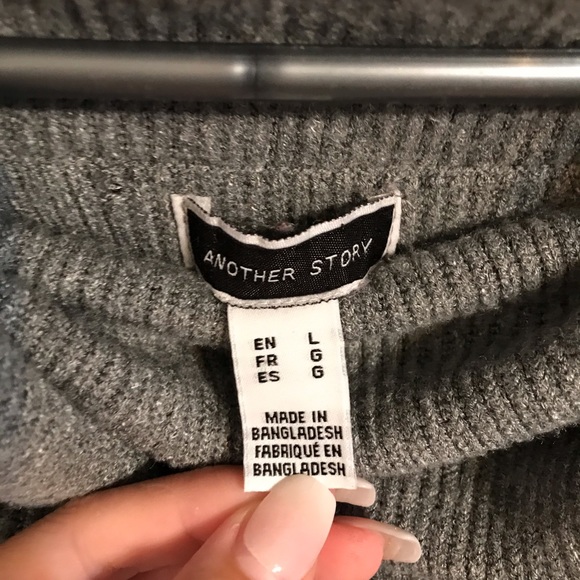 ANOTHER STORY
EN L
FR G
ES G
MADE IN
BANGLADESH
FABRIQUÉ EN
BANGLADESH